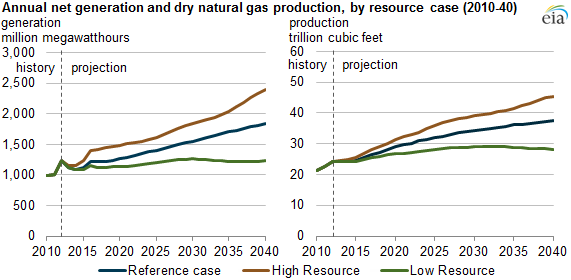 Annual net generation and dry natural gas production, by resource case (2010-40)
eia
generation
million megawatthours
production
trillion cubic feet
3,000
2,500
2,000
1,500
1,000
500
0
history
projection
2010 2015 2020 2025 2030 2035 2040
60
50
40
30
20
10
0
history
projection
2010 2015 2020 2025 2030 2035 2040
Reference case High Resource Low Resource